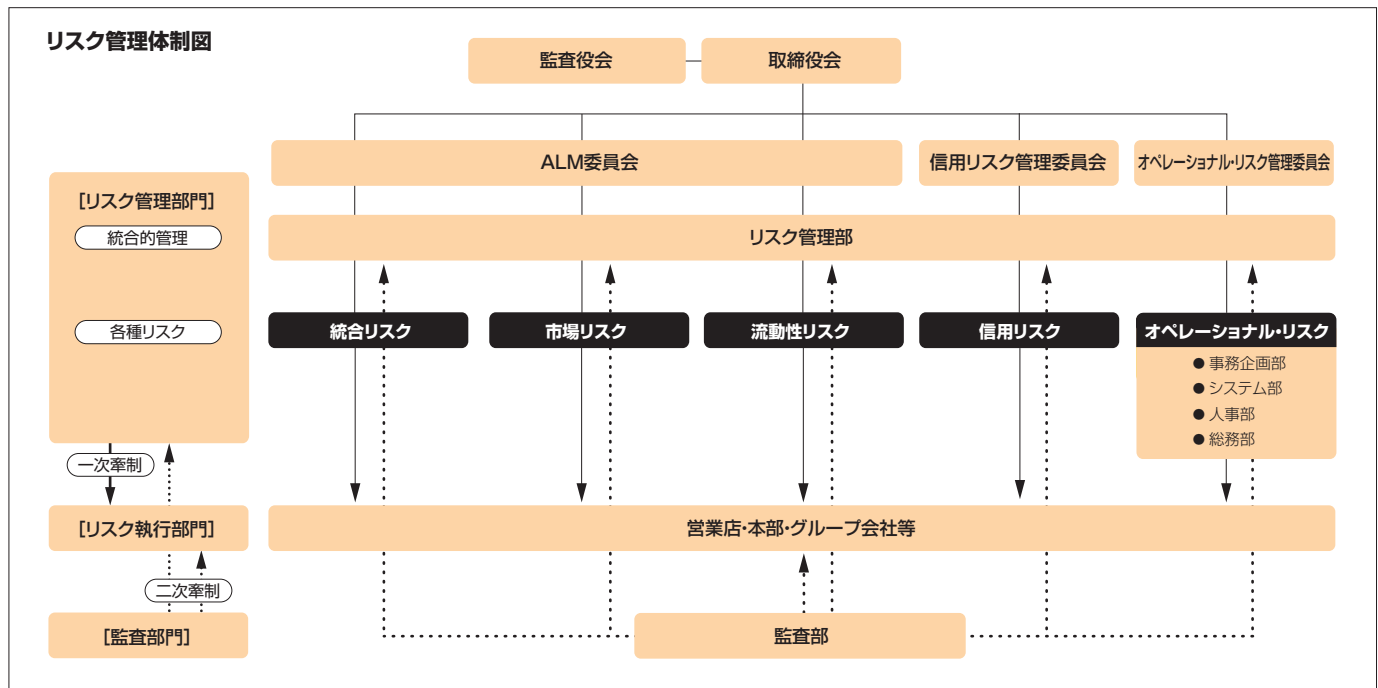 リスク管理体制図
監査役会
取締役会
ALM委員会
信用リスク管理委員会
オペレーショナル・リスク管理委員会
[リスク管理部門]
統合的管理
リスク管理部
各種リスク
統合リスク
市場リスク
流動性リスク
信用リスク
オペレーショナル・リスク
● 事務企画部
● システム部
● 人事部
● 総務部
一次牽制
[リスク執行部門]
営業店・本部・グループ会社等
二次牽制
[監査部門]
監査部